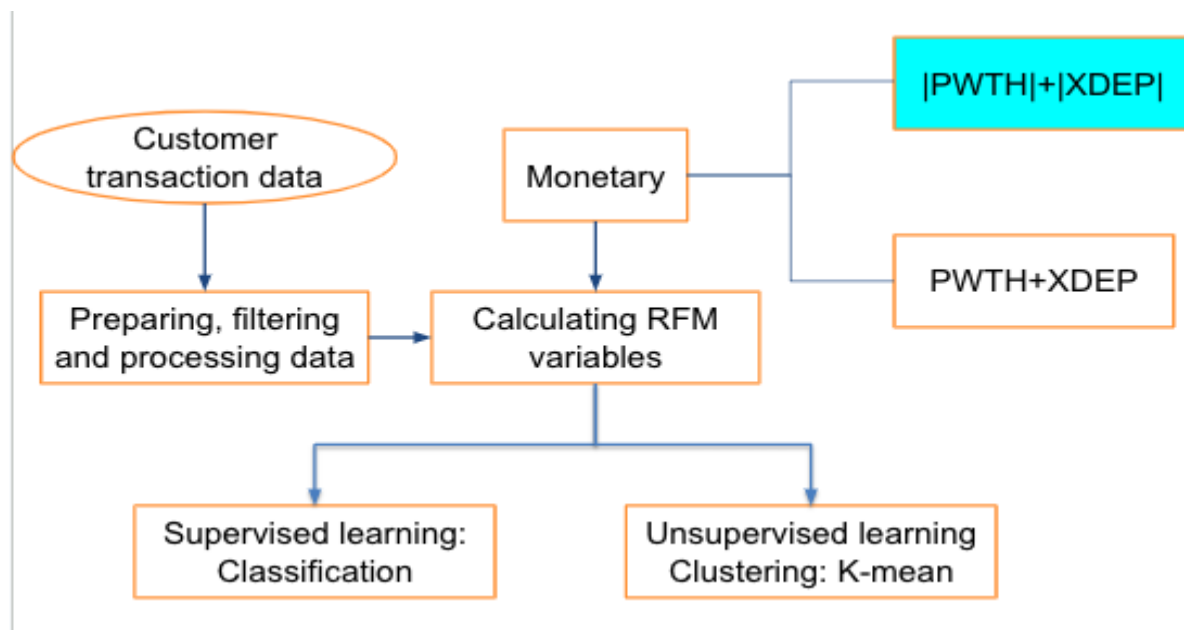 |PWTH|+|XDEP|
Customer
transaction data
Monetary
PWTH+XDEP
Preparing, filtering
and processing data
Calculating RFM
variables
Supervised learning:
Classification
Unsupervised learning
Clustering: K-mean